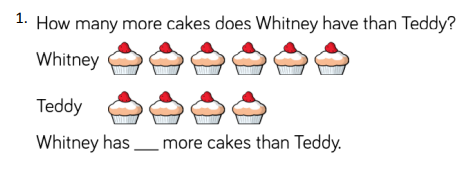 1. How many more cakes does Whitney have than Teddy?
Whitney
Teddy
Whitney has ___ more cakes than Teddy.